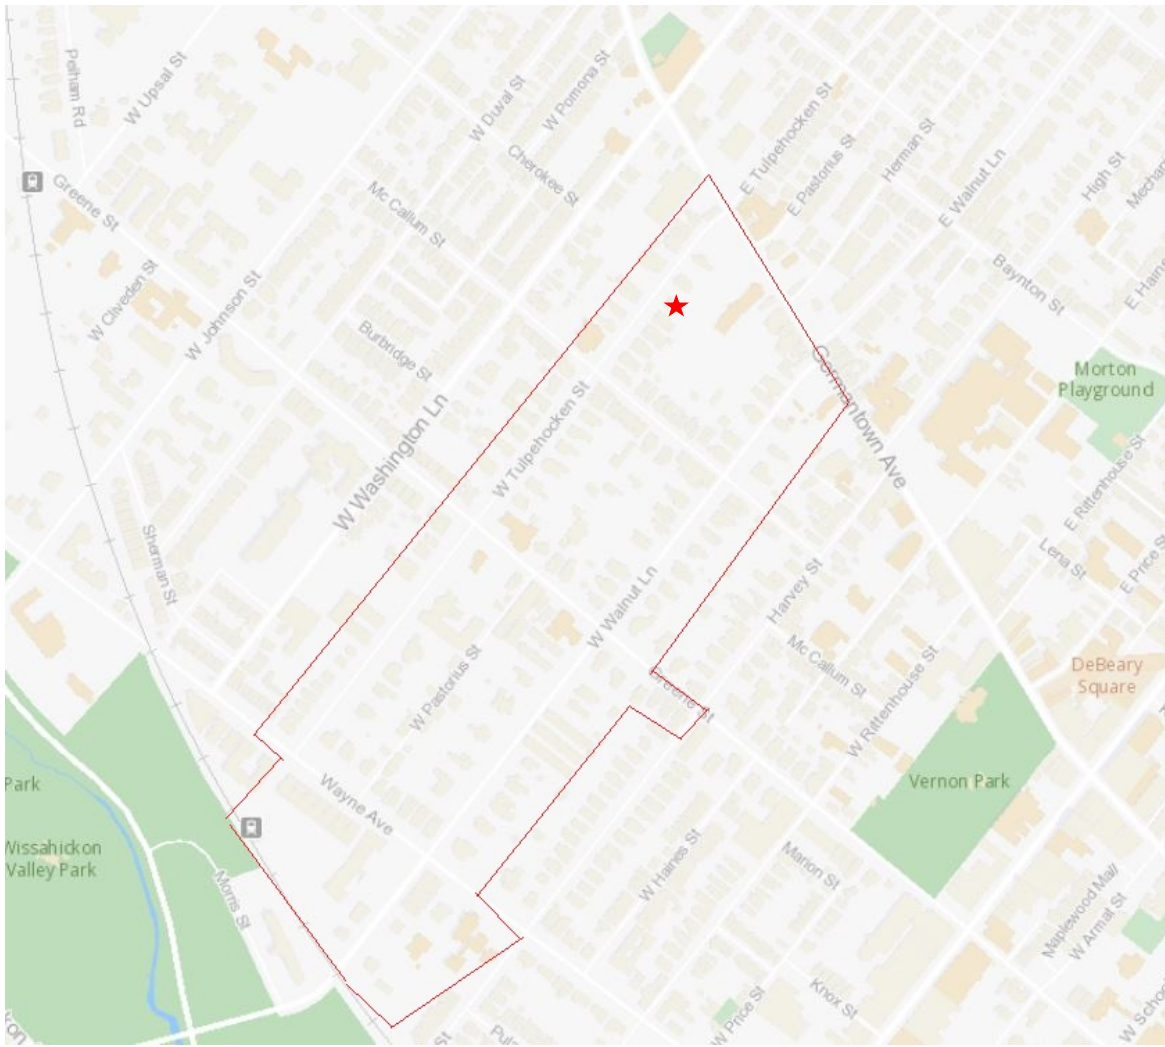 Pelham Rd
W Upsal St
W Duval St
W Pomona St
Cherokee St
E Tulpehocken St
E Pastorius St
Herman St
E Walnut Ln
High St
Greene St
Mc Callum St
W Cliveden St
W Johnson St
Burbridge St
Baynton St
Morton
Playground
Germantown Ave
W Washington Ln
W Tulpehocken St
Sherman St
E Rittenhouse St
Lena St
E Price St
Harvey St
W Walnut Ln
Mc Callum St
DeBeary
Square
W Pastorius St
Greene St
W Rittenhouse St
Vernon Park
Park
Wayne Ave
Wissahickon
Valley Park
Morris St
W Haines St
Marion St
Maplewood Mall
W Armat St
Knox St
W Price St
St